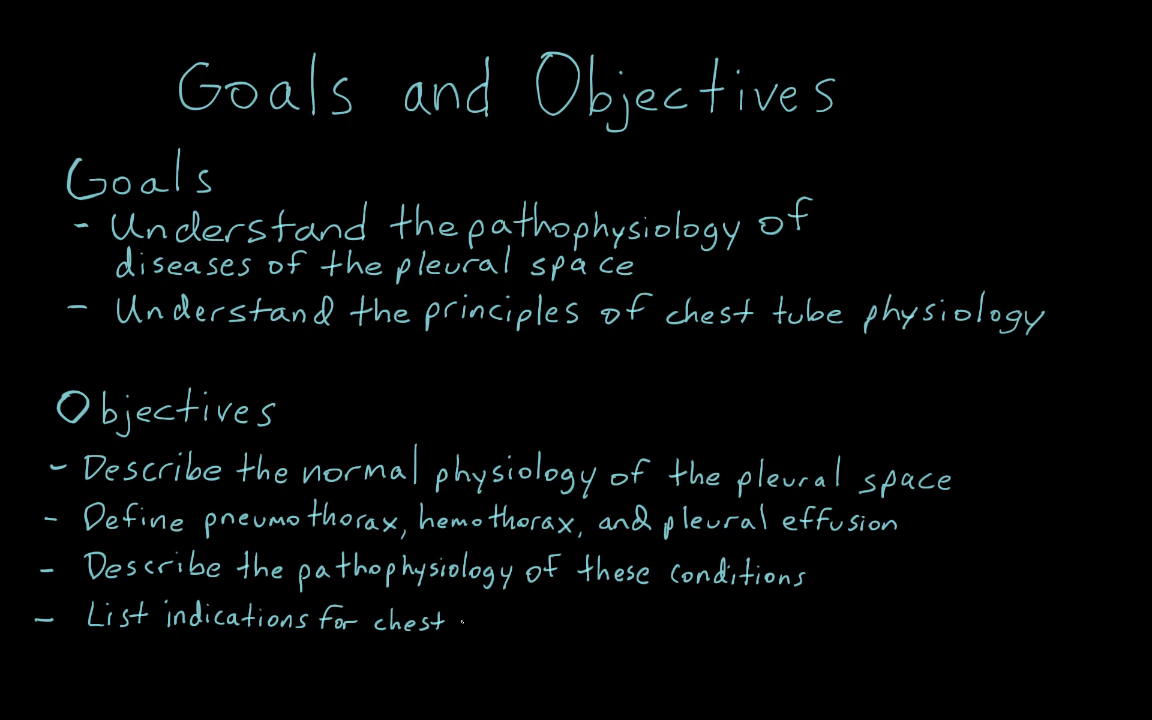 Goals and Objectives
Goals
- Understand the pathophysiology of
diseases of the pleural space
- Understand the principles of chest tube physiology
Objectives
- Describe the normal physiology of the pleural space
- Define pneumothorax, hemothorax, and pleural effusion
- Describe the pathophysiology of these conditions
- List indications for chest